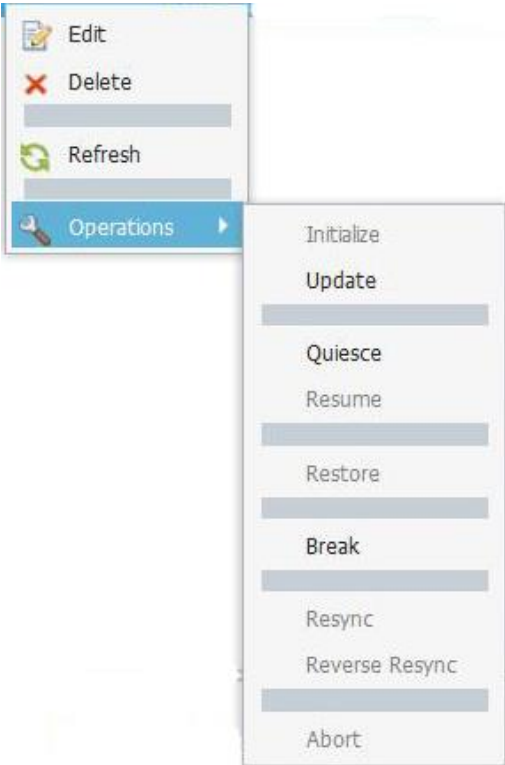 Edit
Delete
Refresh
Operations
Initialize
Update
Quiesce
Resume
Restore
Break
Resync
Reverse Resync
Abort